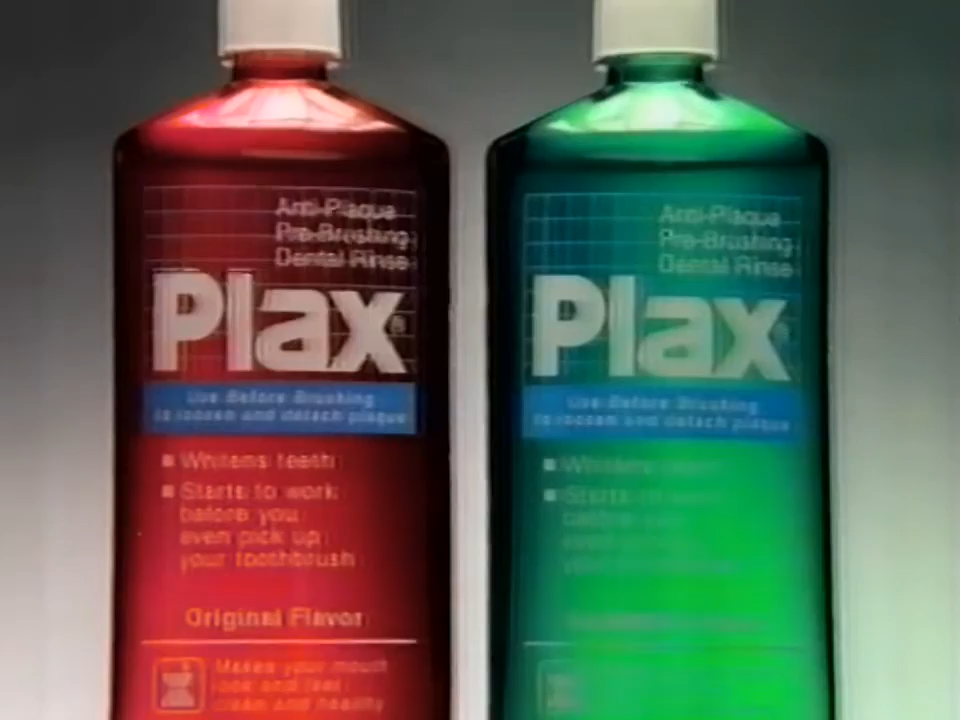 Anti-Plaque
Pre-Brushing
Dental Rinse
Plax®
Use Before Brushing
to loosen and detach plaque
Whitens teeth
Starts to work
before you
even pick up
your toothbrush
Original Flavor
Makes your mouth
look and feel
clean and healthy
Anti-Plaque
Pre-Brushing
Dental Rinse
Plax
Use Before Brushing
to loosen and detach plaque
Whitens
Starts to